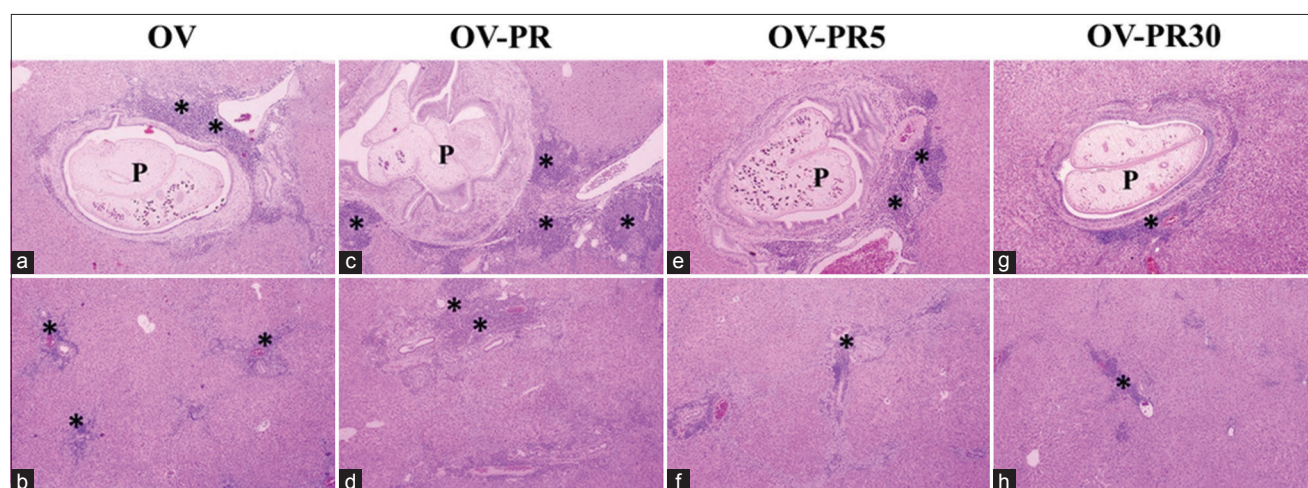 OV OV-PR OV-PR5 OV-PR30
* * P a
* P * * * c
* P * e
P * g
* * * b
* * d
* f
* h